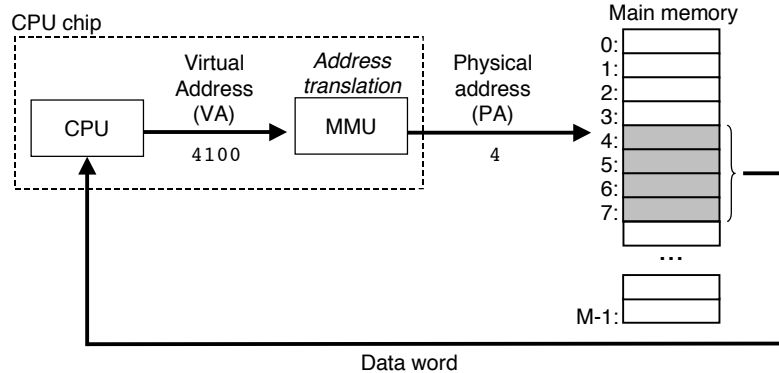 CPU chip
Main memory
Virtual
Address
(VA)
Address
translation
Physical
address
(PA)
CPU
MMU
4100
4
0:
1:
2:
3:
4:
5:
6:
7:
...
M-1:
Data word